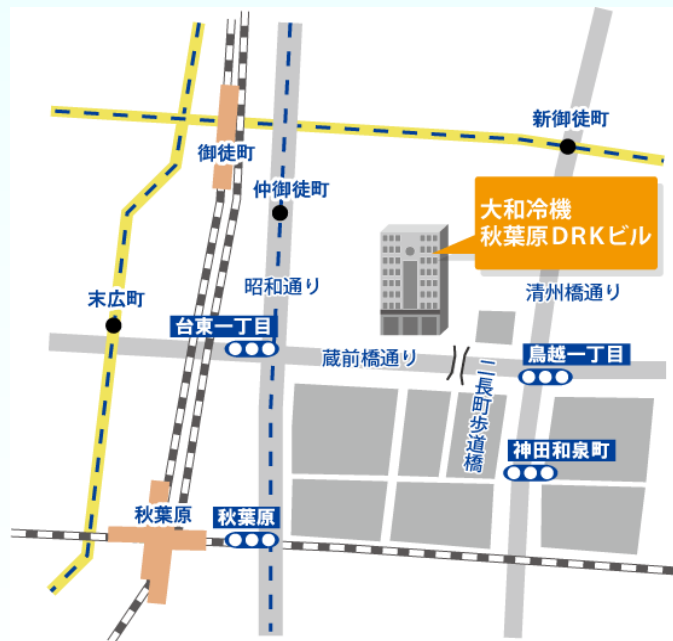 新御徒町
御徒町
仲御徒町
大和冷機
秋葉原DRKビル
昭和通り
清州橋通り
末広町
台東一丁目
蔵前橋通り
鳥越一丁目
二長町歩道橋
神田和泉町
秋葉原
秋葉原